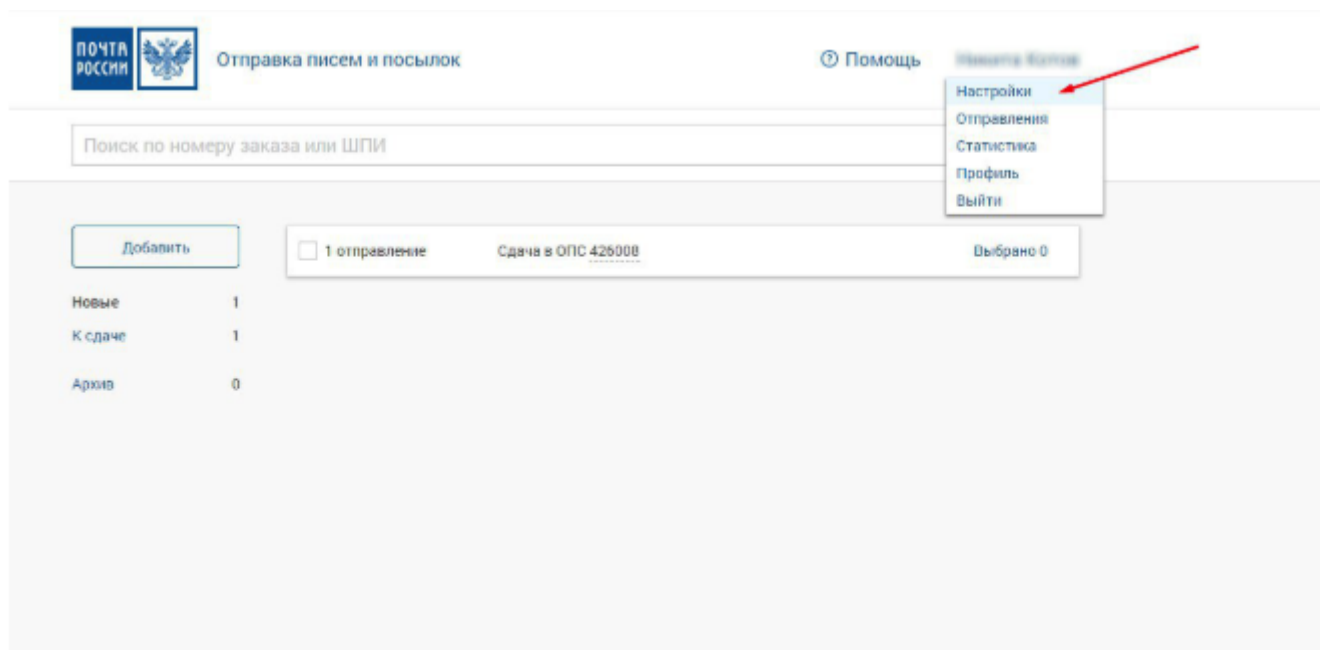 ПОЧТА
РОССИИ
Отправка писем и посылок
? Помощь
Настройки
Отправления
Статистика
Профиль
Выйти
Поиск по номеру заказа или ШПИ
Добавить
1 отправление Сдача в ОПС 426008 Выбрано 0
Новые 1
К сдаче 1
Архив 0